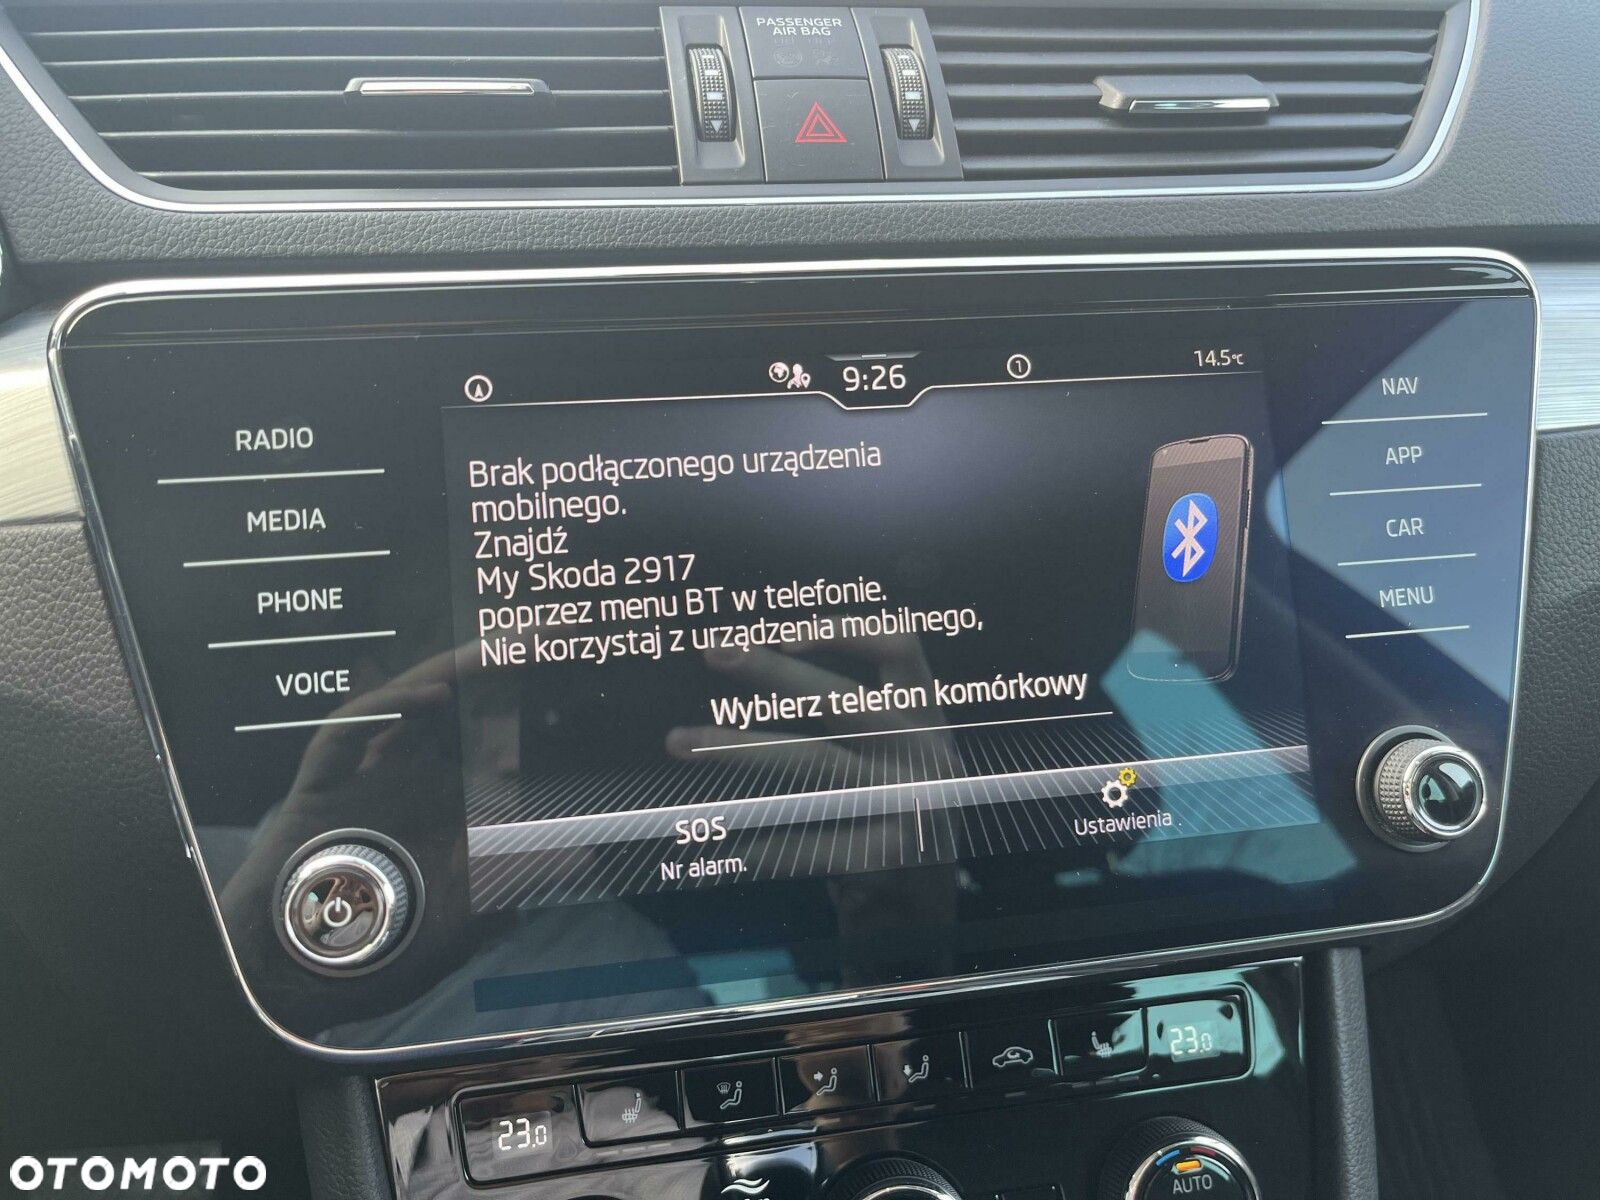 PASSENGER
AIR BAG
9:26
1
14.5°C
RADIO
MEDIA
PHONE
VOICE
NAV
APP
CAR
MENU
Brak podłączonego urządzenia
mobilnego.
Znajdź
My Skoda 2917
poprzez menu BT w telefonie.
Nie korzystaj z urządzenia mobilnego,
Wybierz telefon komórkowy
SOS
Nr alarm.
Ustawienia
23.0
23.0
AUTO
OTOMOTO